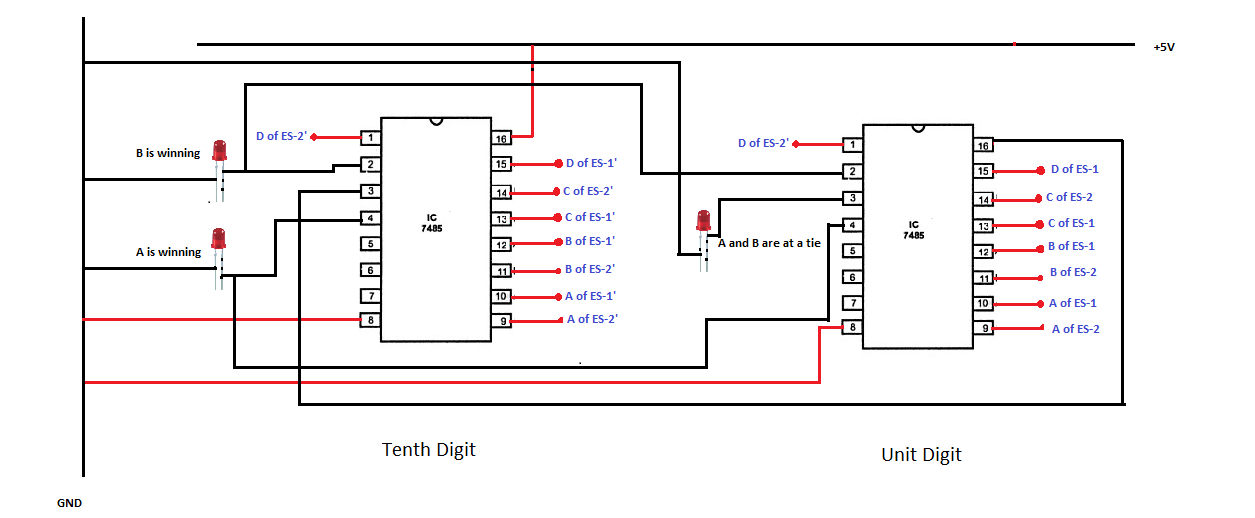 +5V
D of ES-2'
1
16
B is winning
2
15
D of ES-1'
3
14
C of ES-2'
4
13
C of ES-1'
IC
7485
A is winning
5
12
B of ES-1'
6
11
B of ES-2'
7
10
A of ES-1'
8
9
A of ES-2'
D of ES-2'
1
16
2
15
D of ES-1
3
14
C of ES-2
4
13
C of ES-1
IC
7485
A and B are at a tie
5
12
B of ES-1
6
11
B of ES-2
7
10
A of ES-1
8
9
A of ES-2
Tenth Digit
Unit Digit
GND